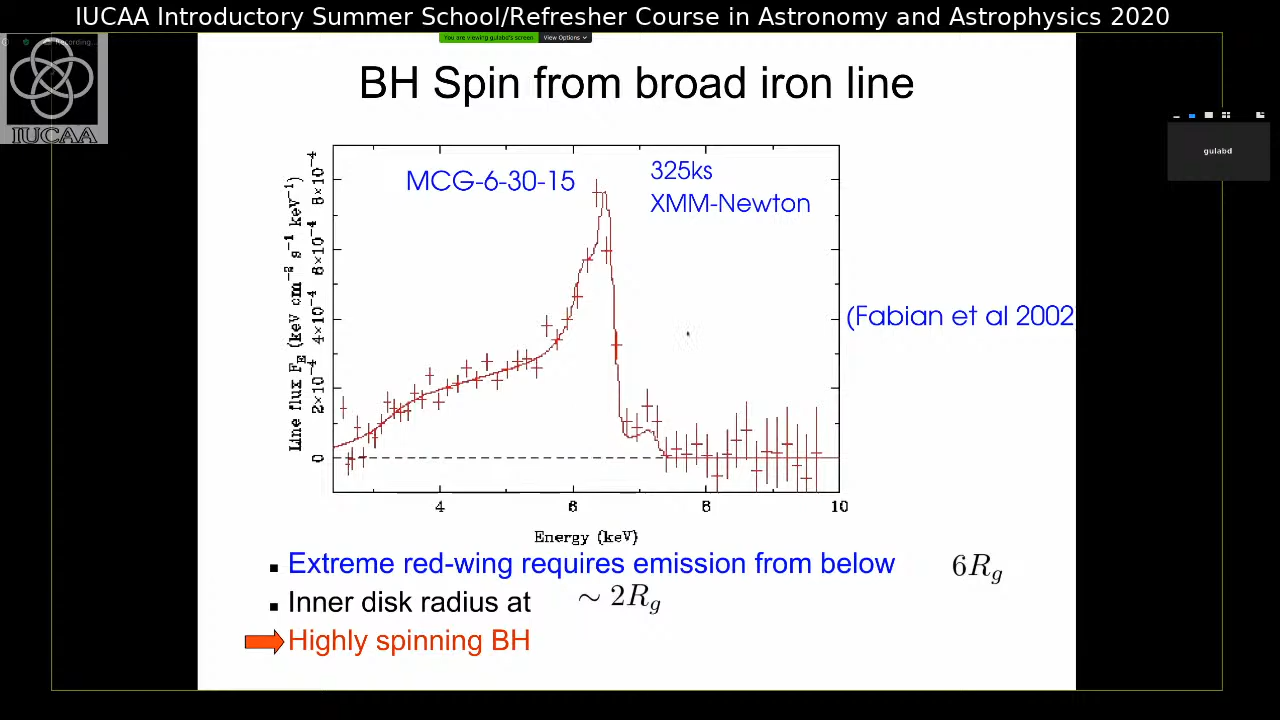 IUCAA Introductory Summer School/Refresher Course in Astronomy and Astrophysics 2020
Recording...
You are viewing gulabd's screen
View Options
IUCAA
gulabd
BH Spin from broad iron line
MCG-6-30-15
325ks
XMM-Newton
(Fabian et al 2002
Line flux F_E (keV cm⁻² s⁻¹ keV⁻¹)
8×10⁻⁴
6×10⁻⁴
4×10⁻⁴
2×10⁻⁴
0
4 6 8 10
Energy (keV)
▪ Extreme red-wing requires emission from below 6R_g
▪ Inner disk radius at ∼ 2R_g
Highly spinning BH